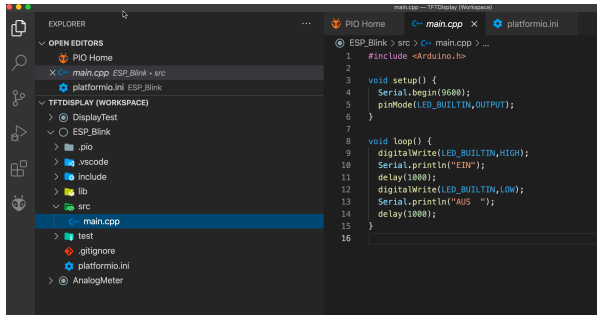 main.cpp — TFTDisplay (Workspace)
EXPLORER
OPEN EDITORS
PIO Home
main.cpp ESP_Blink • src
platformio.ini ESP_Blink
TFTDISPLAY (WORKSPACE)
DisplayTest
ESP_Blink
.pio
.vscode
include
lib
src
main.cpp
test
.gitignore
platformio.ini
AnalogMeter
PIO Home
main.cpp
platformio.ini
ESP_Blink > src > main.cpp > ...
1 #include <Arduino.h>
2
3 void setup() {
4 Serial.begin(9600);
5 pinMode(LED_BUILTIN,OUTPUT);
6 }
7
8 void loop() {
9 digitalWrite(LED_BUILTIN,HIGH);
10 Serial.println("EIN");
11 delay(1000);
12 digitalWrite(LED_BUILTIN,LOW);
13 Serial.println("AUS  ");
14 delay(1000);
15 }
16